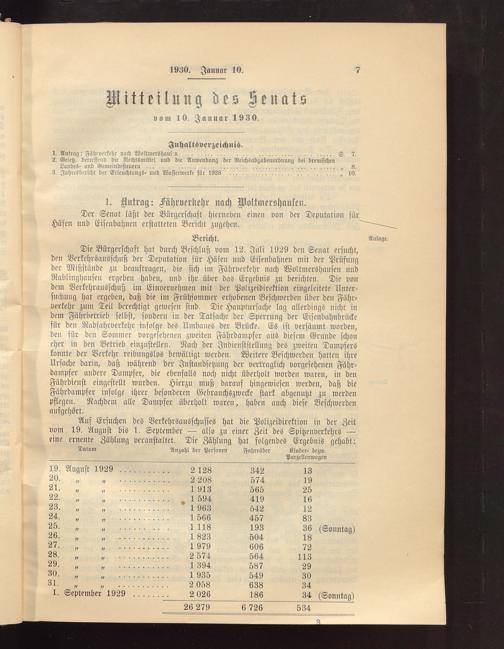 1930. Januar 10. 7
Mitteilung des Senats
vom 10. Januar 1930.
Inhaltsverzeichnis.
1. Antrag: Fährverkehr nach Woltmershausen S. 7.
2. Gesetz, betreffend die Rechtsmittel und die Anwendung der Reichsabgabenordnung bei bremischen
Landes- und Gemeindesteuern „ 8.
3. Jahresbericht der Erleuchtungs- und Wasserwerke für 1928 „ 10.
1. Antrag: Fährverkehr nach Woltmershausen.
Der Senat läßt der Bürgerschaft hierneben einen von der Deputation für
Häfen und Eisenbahnen erstatteten Bericht zugehen.
Anlage.
Bericht.
Die Bürgerschaft hat durch Beschluß vom 12. Juli 1929 den Senat ersucht,
den Verkehrsausschuß der Deputation für Häfen und Eisenbahnen mit der Prüfung
der Mißstände zu beauftragen, die sich im Fährverkehr nach Woltmershausen und
Rablinghausen ergeben haben, und ihr über das Ergebnis zu berichten. Die von
dem Verkehrsausschuß im Einvernehmen mit der Polizeidirektion eingeleitete Unter-
suchung hat ergeben, daß die im Frühsommer erhobenen Beschwerden über den Fähr-
verkehr zum Teil berechtigt gewesen sind. Die Hauptursache lag allerdings nicht in
dem Fährbetrieb selbst, sondern in der Tatsache der Sperrung der Eisenbahnbrücke
für den Radfahrverkehr infolge des Umbaues der Brücke. Es ist versäumt worden,
den für den Sommer vorgesehenen zweiten Fährdampfer aus diesem Grunde schon
eher in den Betrieb einzustellen. Nach der Indienststellung des zweiten Dampfers
konnte der Verkehr reibungslos bewältigt werden. Weitere Beschwerden hatten ihre
Ursache darin, daß während der Instandsetzung der vertraglich vorgesehenen Fähr-
dampfer andere Dampfer, die ebenfalls noch nicht überholt worden waren, in den
Fährdienst eingestellt wurden. Hierzu muß darauf hingewiesen werden, daß die
Fährdampfer infolge ihrer besonderen Gebrauchszwecke stark abgenutzt zu werden
pflegen. Nachdem alle Dampfer überholt waren, haben auch diese Beschwerden
aufgehört.
Auf Ersuchen des Verkehrsausschusses hat die Polizeidirektion in der Zeit
vom 19. August bis 1. September — also zu einer Zeit des Spitzenverkehrs —
eine erneute Zählung veranstaltet. Die Zählung hat folgendes Ergebnis gehabt:
Datum Anzahl der Personen Fahrräder Kinder- bezw.
Parzellenwagen
19. August 1929 2 128 342 13
20. „ „ 2 208 574 19
21. „ „ 1 913 565 25
22. „ „ 1 594 419 16
23. „ „ 1 963 542 12
24. „ „ 1 566 457 83
25. „ „ 1 118 193 36 (Sonntag)
26. „ „ 1 823 504 18
27. „ „ 1 979 606 72
28. „ „ 2 574 564 113
29. „ „ 1 394 587 29
30. „ „ 1 935 549 30
31. „ „ 2 058 638 34
1. September 1929 2 026 186 34 (Sonntag)
26 279 6 726 534
3